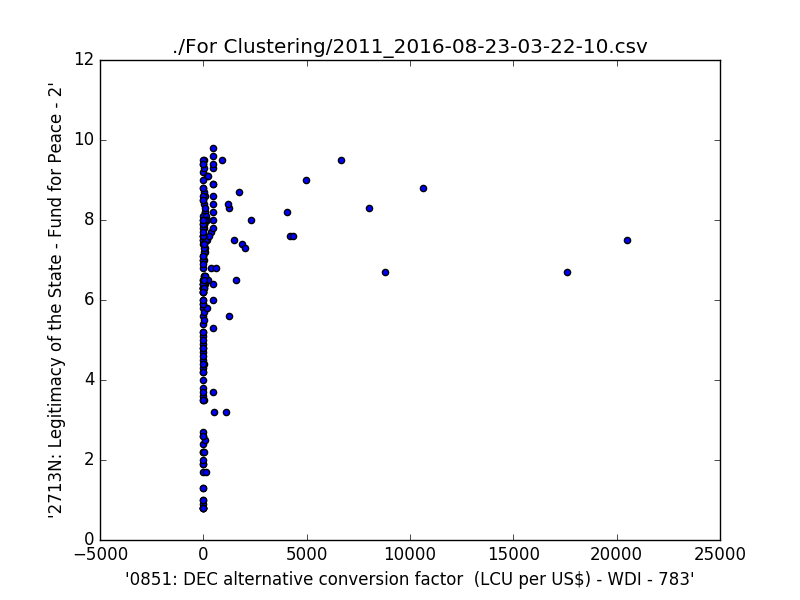 ./For Clustering/2011_2016-08-23-03-22-10.csv
'2713N: Legitimacy of the State - Fund for Peace - 2'
12
10
8
6
4
2
0
−5000 0 5000 10000 15000 20000 25000
'0851: DEC alternative conversion factor  (LCU per US$) - WDI - 783'